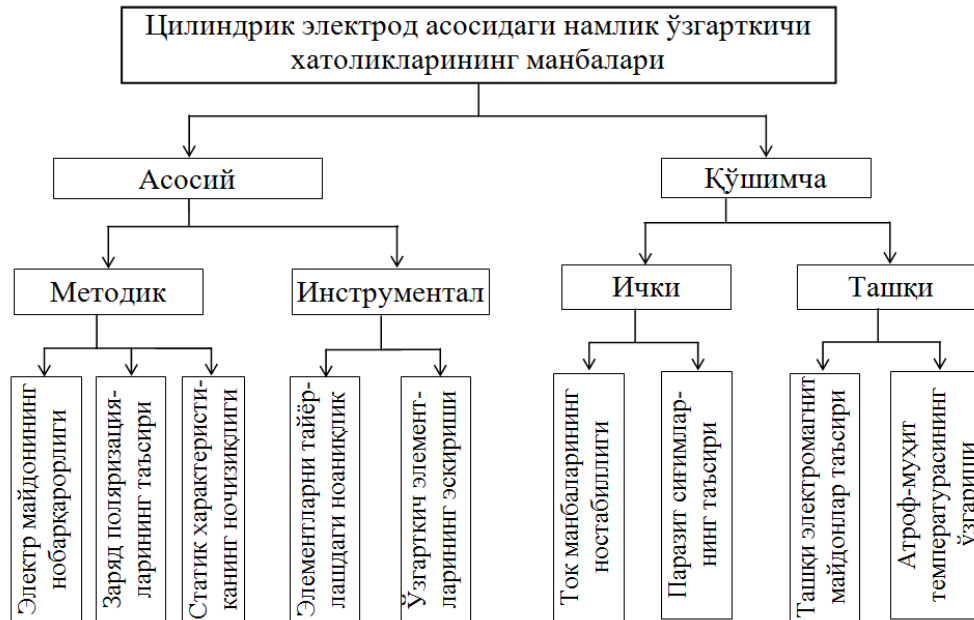 Цилиндрик электрод асосидаги намлик ўзгарткичи
хатоликларининг манбалари
Асосий
Қўшимча
Методик
Инструментал
Ички
Ташқи
Электр майдонининг
нобарқарорлиги
Заряд поляризация-
ларининг таъсири
Статик характеристи-
канинг ночизиқлиги
Элементларни тайёр-
лашдаги ноаниқлик
Ўзгарткич элемент-
ларининг эскириши
Ток манбаларининг
ностабиллиги
Паразит сиғимлар-
нинг таъсири
Ташқи электромагнит
майдонлар таъсири
Атроф-муҳит
температурасининг
ўзгариши